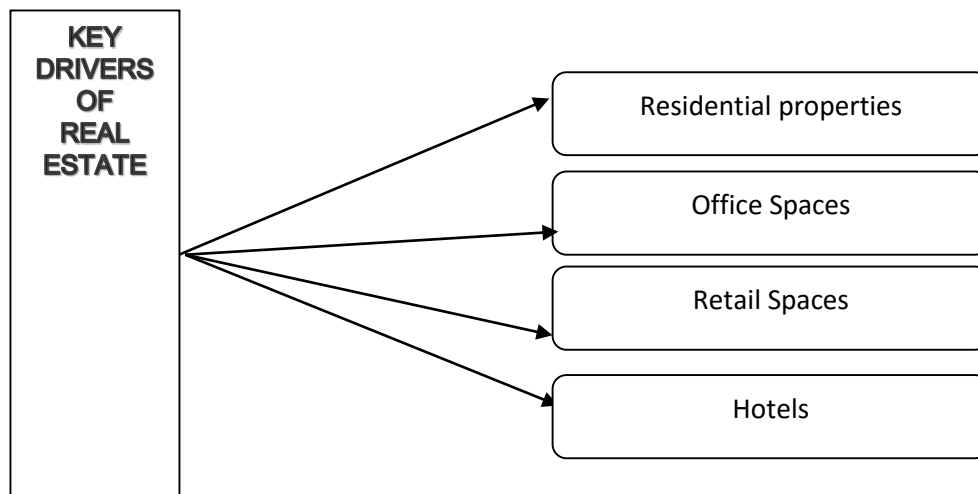 KEY
DRIVERS
OF
REAL
ESTATE
Residential properties
Office Spaces
Retail Spaces
Hotels